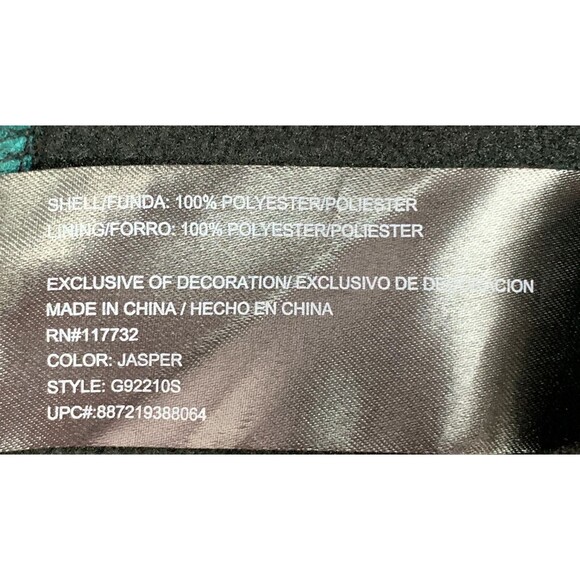 SHELL/FUNDA: 100% POLYESTER/POLIESTER
LINING/FORRO: 100% POLYESTER/POLIESTER
EXCLUSIVE OF DECORATION/ EXCLUSIVO DE DECORACION
MADE IN CHINA / HECHO EN CHINA
RN#117732
COLOR: JASPER
STYLE: G92210S
UPC#:887219388064